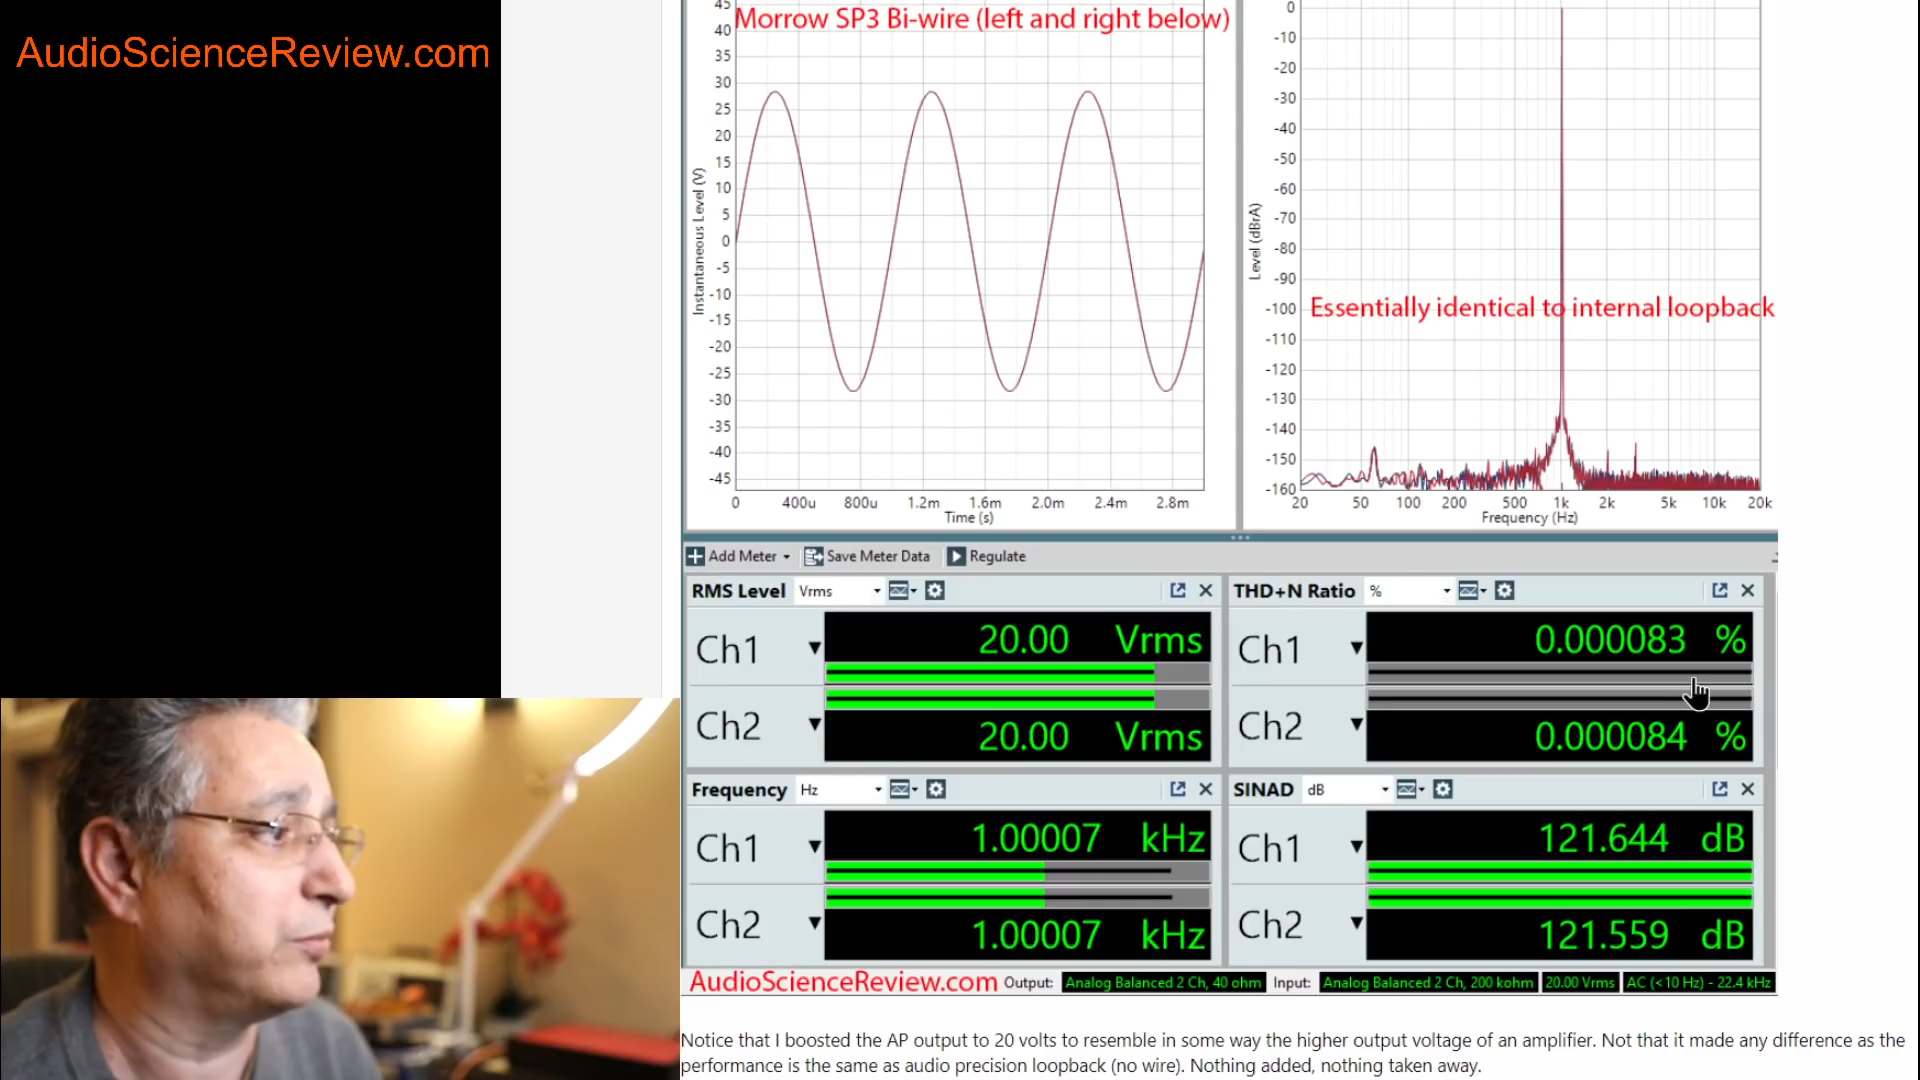 AudioScienceReview.com
Morrow SP3 Bi-wire (left and right below)
45
40
35
30
25
20
15
10
5
0
-5
-10
-15
-20
-25
-30
-35
-40
-45
Instantaneous Level (V)
0 400u 800u 1.2m 1.6m 2.0m 2.4m 2.8m
Time (s)
0
-10
-20
-30
-40
-50
-60
-70
-80
-90
-100
-110
-120
-130
-140
-150
-160
Level (dBrA)
Essentially identical to internal loopback
20 50 100 200 500 1k 2k 5k 10k 20k
Frequency (Hz)
Add Meter Save Meter Data Regulate
RMS Level Vrms
Ch1 20.00 Vrms
Ch2 20.00 Vrms
THD+N Ratio %
Ch1 0.000083 %
Ch2 0.000084 %
Frequency Hz
Ch1 1.00007 kHz
Ch2 1.00007 kHz
SINAD dB
Ch1 121.644 dB
Ch2 121.559 dB
AudioScienceReview.com Output: Analog Balanced 2 Ch, 40 ohm Input: Analog Balanced 2 Ch, 200 kohm 20.00 Vrms AC (<10 Hz) - 22.4 kHz
Notice that I boosted the AP output to 20 volts to resemble in some way the higher output voltage of an amplifier. Not that it made any difference as the
performance is the same as audio precision loopback (no wire). Nothing added, nothing taken away.